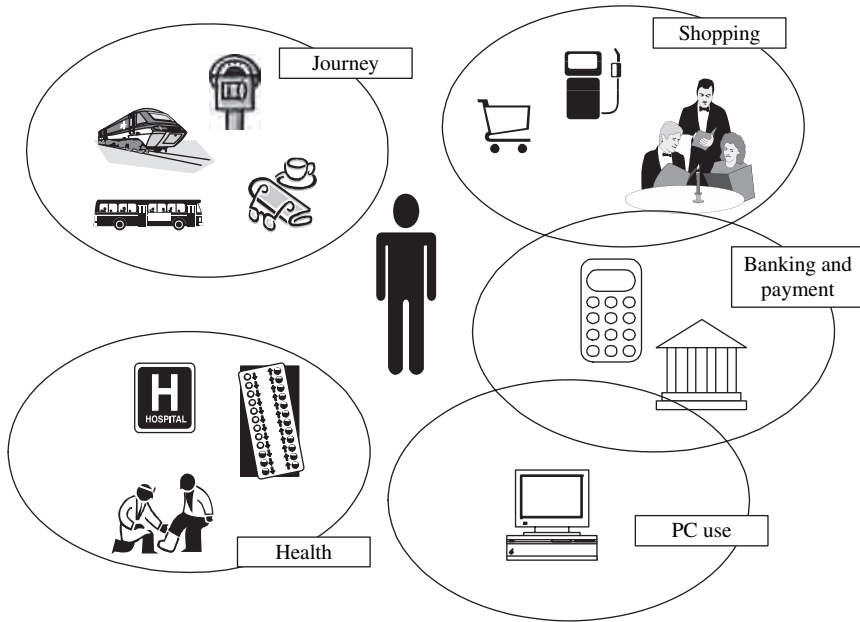 Journey
Shopping
Banking and
payment
H
HOSPITAL
Health
PC use